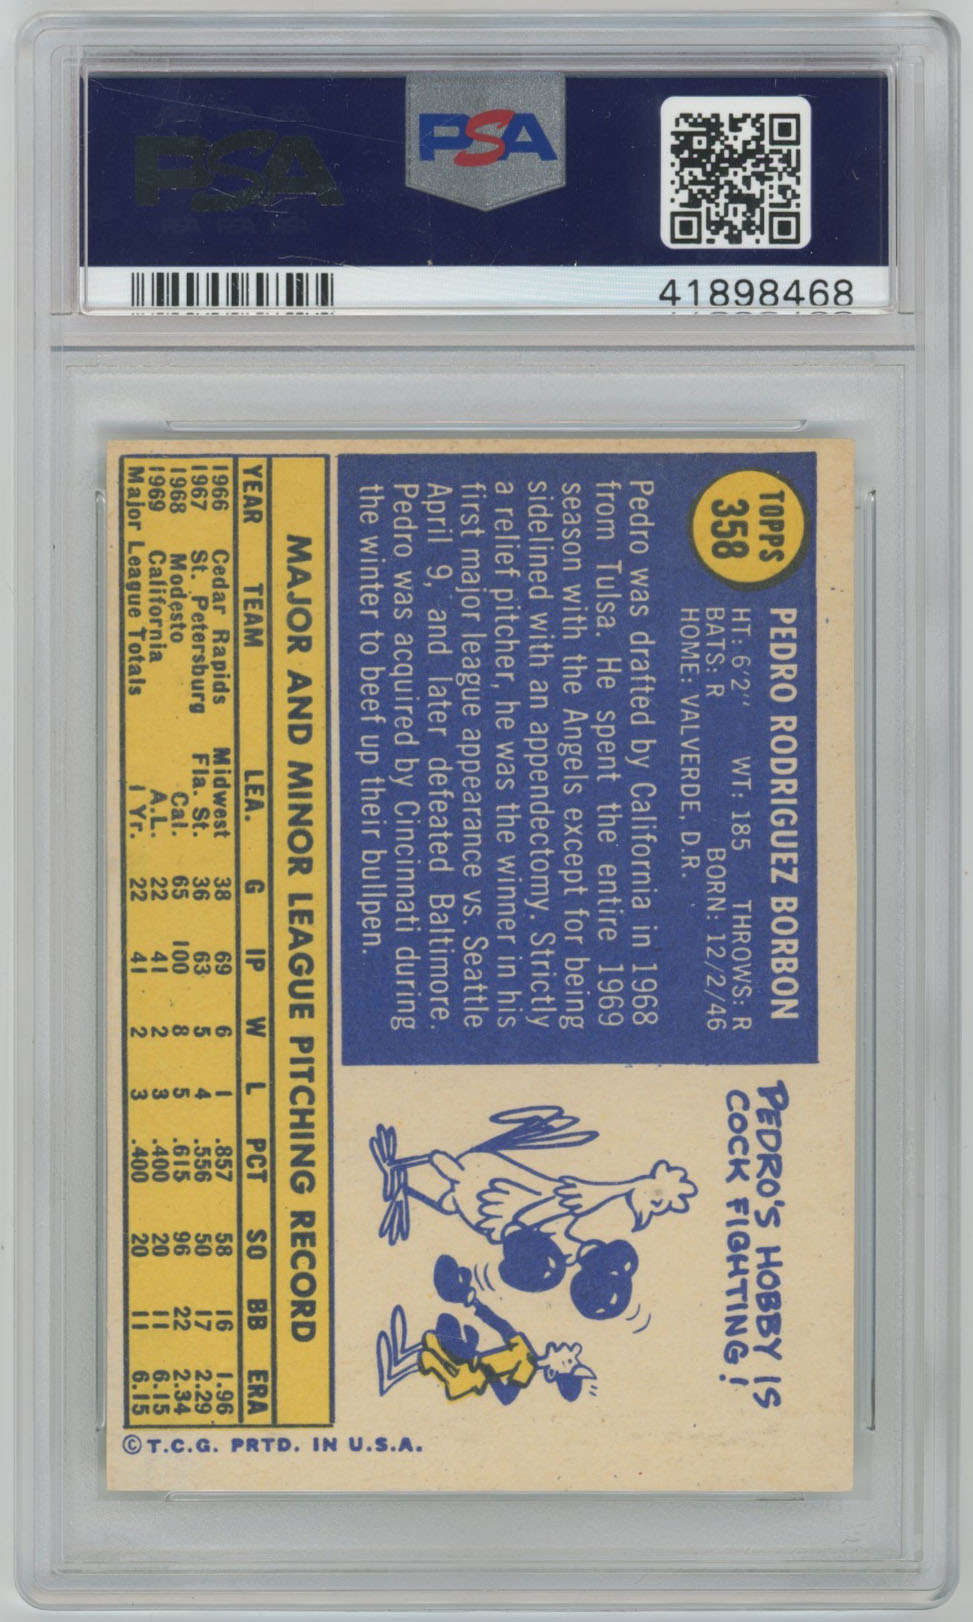 PSA
PSA
41898468
TOPPS
358
PEDRO RODRIGUEZ BORBON
HT: 6'2" WT: 185 THROWS: R
BATS: R BORN: 12/2/46
HOME: VALVERDE, D.R.
Pedro was drafted by California in 1968
from Tulsa. He spent the entire 1969
season with the Angels except for being
sidelined with an appendectomy. Strictly
a relief pitcher, he was the winner in his
first major league appearance vs. Seattle
April 9, and later defeated Baltimore.
Pedro was acquired by Cincinnati during
the winter to beef up their bullpen.
PEDRO'S HOBBY IS
COCK FIGHTING!
MAJOR AND MINOR LEAGUE PITCHING RECORD
YEAR TEAM LEA. G IP W L PCT SO BB ERA
1966 Cedar Rapids Midwest 38 69 6 1 .857 58 16 1.96
1967 St. Petersburg Fla. St. 36 63 5 4 .556 50 17 2.29
1968 Modesto Cal. 65 100 8 5 .615 96 22 2.34
1969 California A.L. 22 41 2 3 .400 20 11 6.15
Major League Totals 1 Yr. 22 41 2 3 .400 20 11 6.15
© T.C.G. PRTD. IN U.S.A.